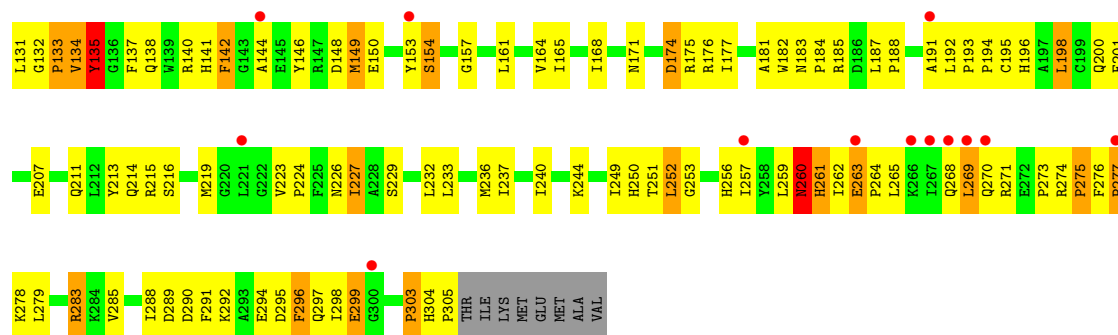 L131 G132 P133 V134 Y135 G136 F137 Q138 W139 R140 H141 F142 G143 A144 E145 Y146 R147 D148 M149 E150 Y153 S154 G157 L161 V164 I165 I168 N171 D174 R175 R176 I177 A181 W182 N183 P184 R185 D186 L187 P188 A191 L192 P193 P194 C195 H196 A197 L198 C199 Q200
E207 Q211 L212 Y213 Q214 R215 S216 M219 G220 L221 G222 V223 P224 F225 N226 I227 A228 S229 L232 L233 M236 I237 I240 K244 I249 H250 T251 L252 G253 H256 I257 Y258 L259 N260 H261 I262 E263 P264 L265 K266 I267 Q268 L269 Q270 R271 E272 P273 R274 P275 F276
K278 L279 R283 K284 V285 I288 D289 D290 F291 K292 A293 E294 D295 F296 Q297 I298 E299 G300 P303 H304 P305 THR ILE LYS MET GLU MET ALA VAL